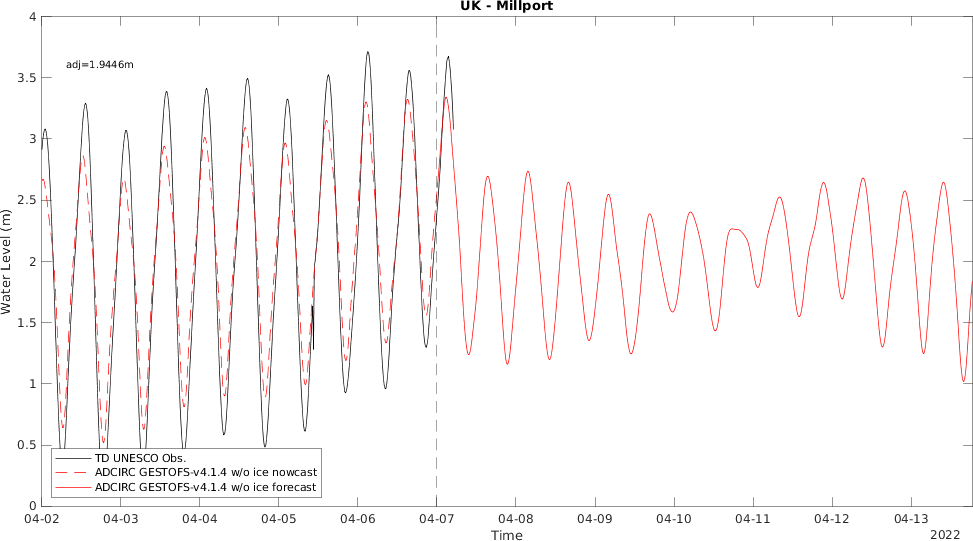 UK - Millport
adj=1.9446m
Water Level (m)
4
3.5
3
2.5
2
1.5
1
0.5
0
TD UNESCO Obs.
ADCIRC GESTOFS-v4.1.4 w/o ice nowcast
ADCIRC GESTOFS-v4.1.4 w/o ice forecast
04-02 04-03 04-04 04-05 04-06 04-07 04-08 04-09 04-10 04-11 04-12 04-13
Time
2022